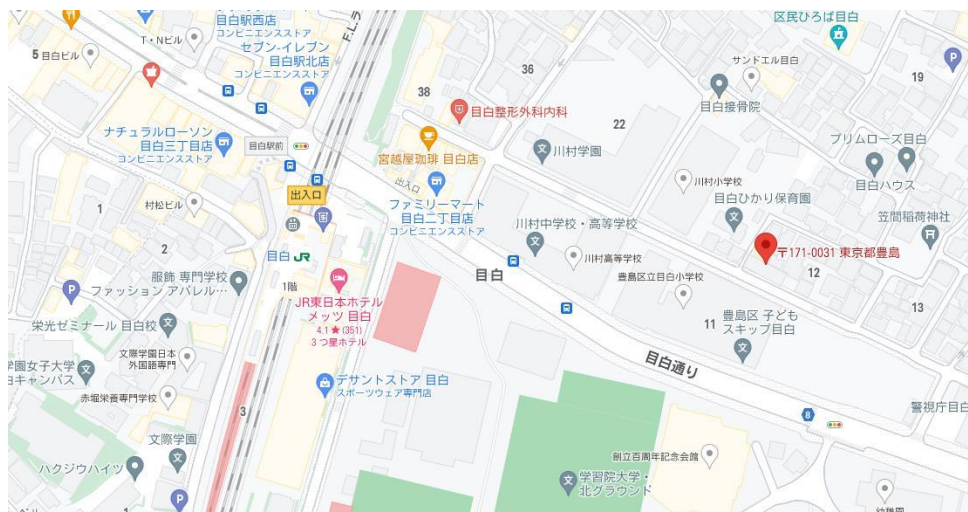 目白駅西店
コンビニエンスストア
T・Nビル
5 目白ビル
セブン-イレブン
目白駅北店
コンビニエンスストア
F.L.
36
38
区民ひろば目白
サンドエル目白
19
P
目白接骨院
目白整形外科内科
22
ナチュラルローソン
目白三丁目店
コンビニエンスストア
目白駅前
宮越屋珈琲 目白店
川村学園
プリムローズ目白
目白ハウス
出入口
出入口
ファミリーマート
目白二丁目店
コンビニエンスストア
川村小学校
目白ひかり保育園
笠間稲荷神社
1
村松ビル
2
川村中学校・高等学校
川村高等学校
〒171-0031 東京都豊島
12
目白 JR
1階
目白
豊島区立目白小学校
13
服飾 専門学校
ファッション アパレル...
P
JR東日本ホテル
メッツ 目白
4.1★(351)
3 つ星ホテル
栄光ゼミナール 目白校
11
豊島区 子ども
スキップ目白
目白通り
文際学園日本
外国語専門
学園女子大学
白キャンパス
赤堀栄養専門学校
デサントストア 目白
スポーツウェア専門店
3
8
警視庁目白
文際学園
ハクジウハイツ
P
創立百周年記念会館
学習院大学・
北グラウンド
1
幼稚園